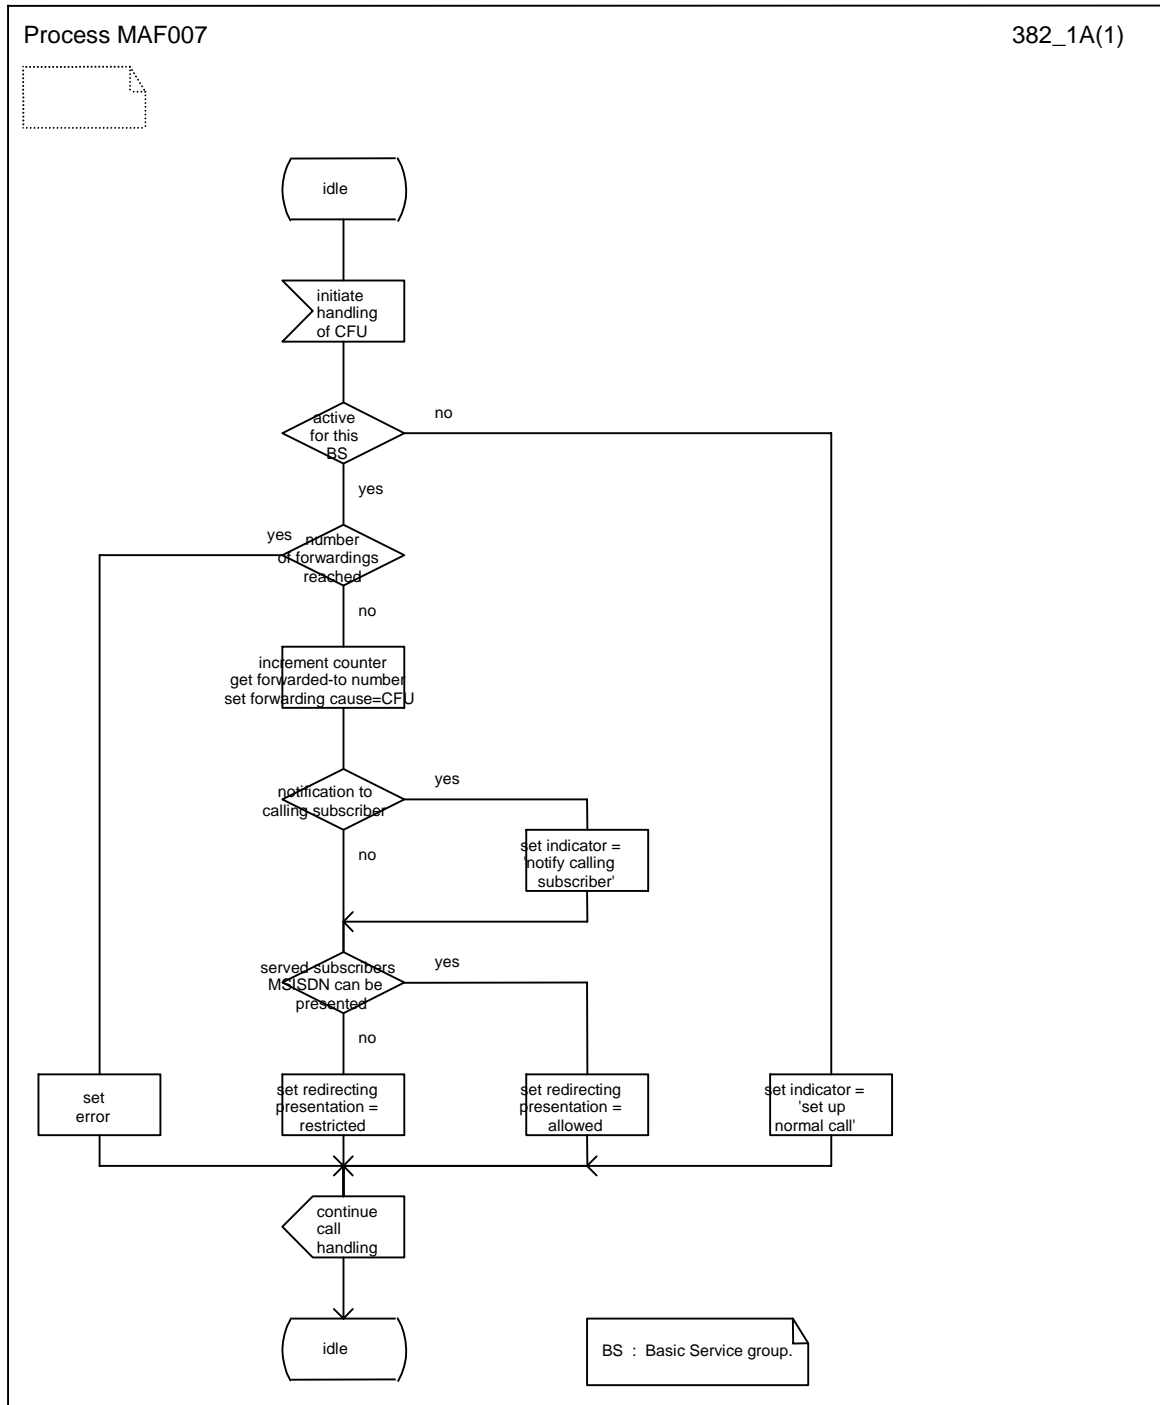 Process MAF007
382_1A(1)
idle
initiate
handling
of CFU
active
for this
BS
no
yes
yes
number
of forwardings
reached
no
increment counter
get forwarded-to number
set forwarding cause=CFU
notification to
calling subscriber
yes
no
set indicator =
'notify calling
subscriber'
served subscribers
MSISDN can be
presented
yes
no
set
error
set redirecting
presentation =
restricted
set redirecting
presentation =
allowed
set indicator =
'set up
normal call'
continue
call
handling
idle
BS : Basic Service group.